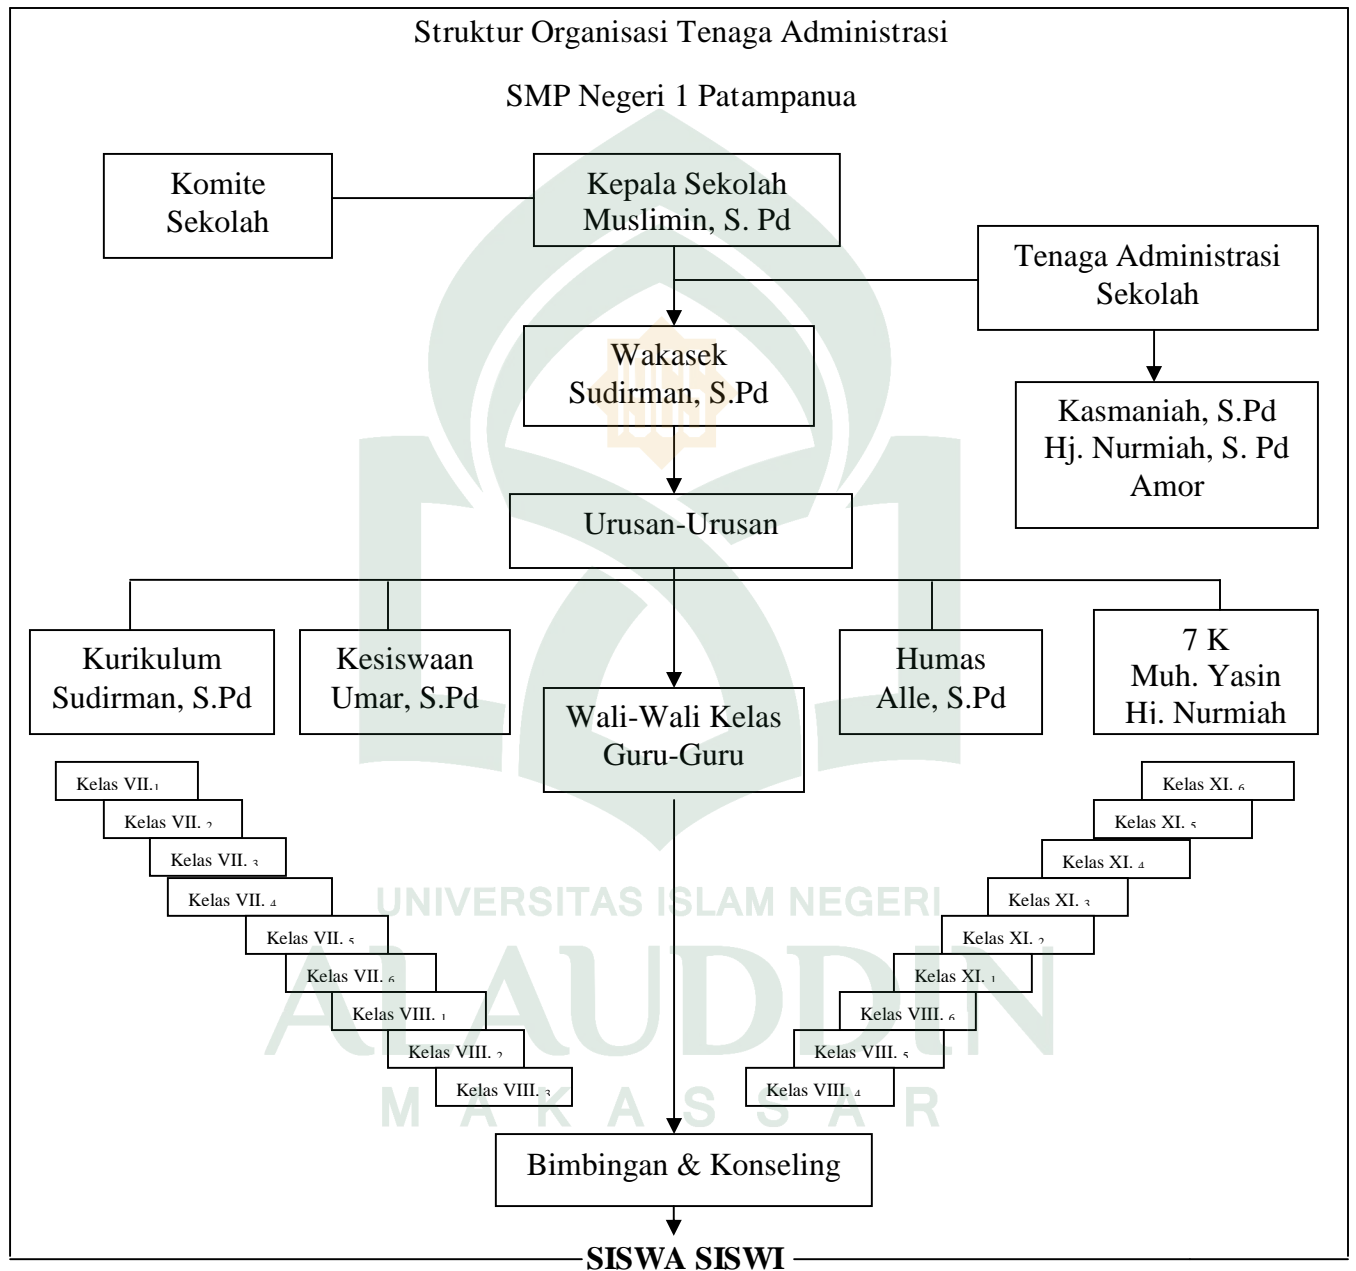 Struktur Organisasi Tenaga Administrasi
SMP Negeri 1 Patampanua
Komite
Sekolah
Kepala Sekolah
Muslimin, S. Pd
Tenaga Administrasi
Sekolah
Wakasek
Sudirman, S.Pd
Kasmaniah, S.Pd
Hj. Nurmiah, S. Pd
Amor
Urusan-Urusan
Kurikulum
Sudirman, S.Pd
Kesiswaan
Umar, S.Pd
Wali-Wali Kelas
Guru-Guru
Humas
Alle, S.Pd
7 K
Muh. Yasin
Hj. Nurmiah
Kelas VII.1
Kelas VII. 2
Kelas VII. 3
Kelas VII. 4
Kelas VII. 5
Kelas VII. 6
Kelas VIII. 1
Kelas VIII. 2
Kelas VIII. 3
Kelas XI. 6
Kelas XI. 5
Kelas XI. 4
Kelas XI. 3
Kelas XI. 2
Kelas XI. 1
Kelas VIII. 6
Kelas VIII. 5
Kelas VIII. 4
UIN
UNIVERSITAS ISLAM NEGERI
ALAUDDIN
MAKASSAR
Bimbingan & Konseling
SISWA SISWI